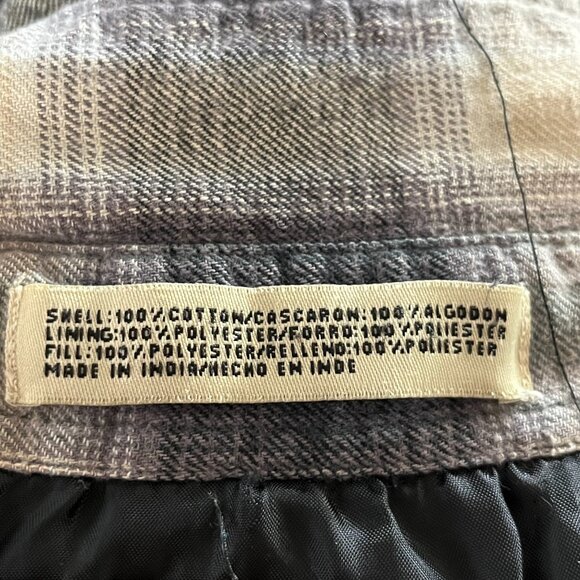 SHELL:100%COTTON/CASCARON:100%ALGODON
LINING:100%POLYESTER/FORRO:100%POLIESTER
FILL:100%POLYESTER/RELLENO:100%POLIESTER
MADE IN INDIA/HECHO EN INDE